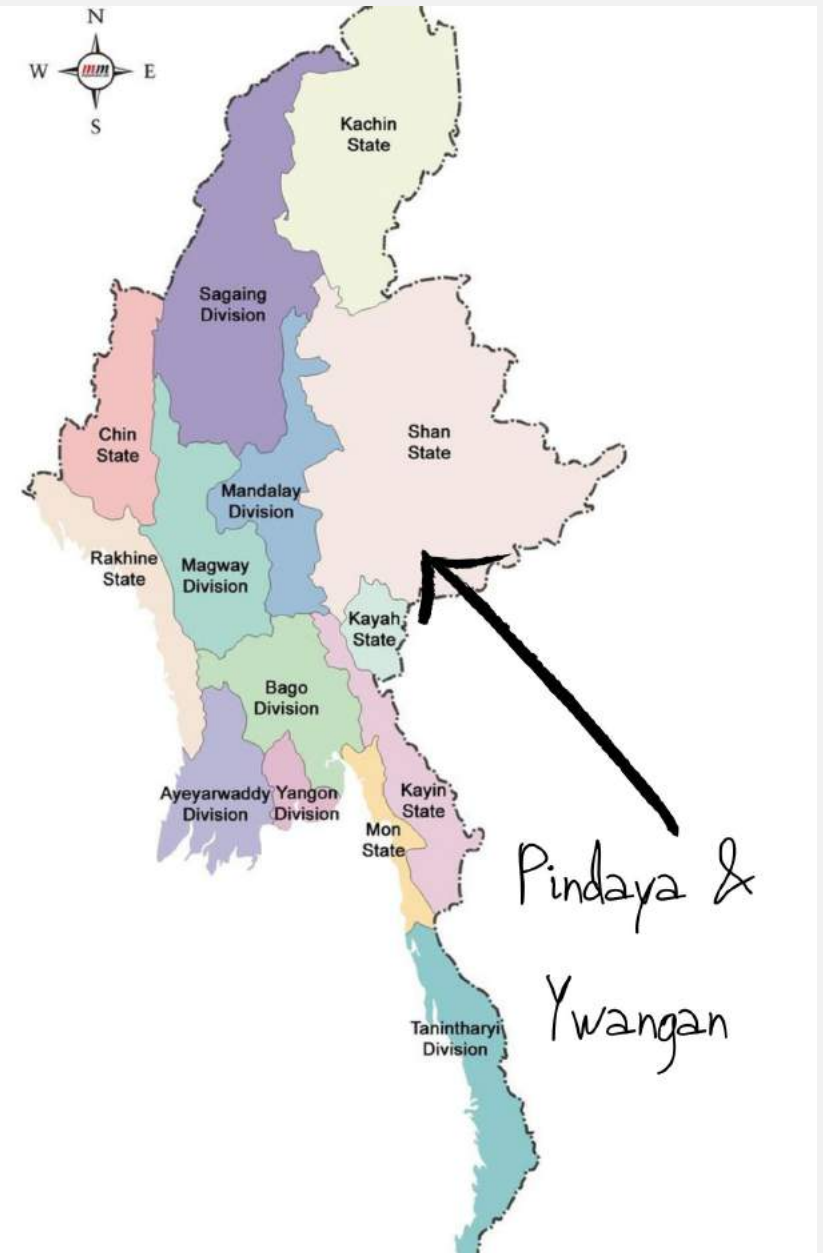 N
W mm E
S
Kachin
State
Sagaing
Division
Shan
State
Chin
State
Mandalay
Division
Rakhine
State
Magway
Division
Kayah
State
Bago
Division
Ayeyarwaddy
Division
Yangon
Division
Kayin
State
Mon
State
Pindaya &
Ywangan
Tanintharyi
Division